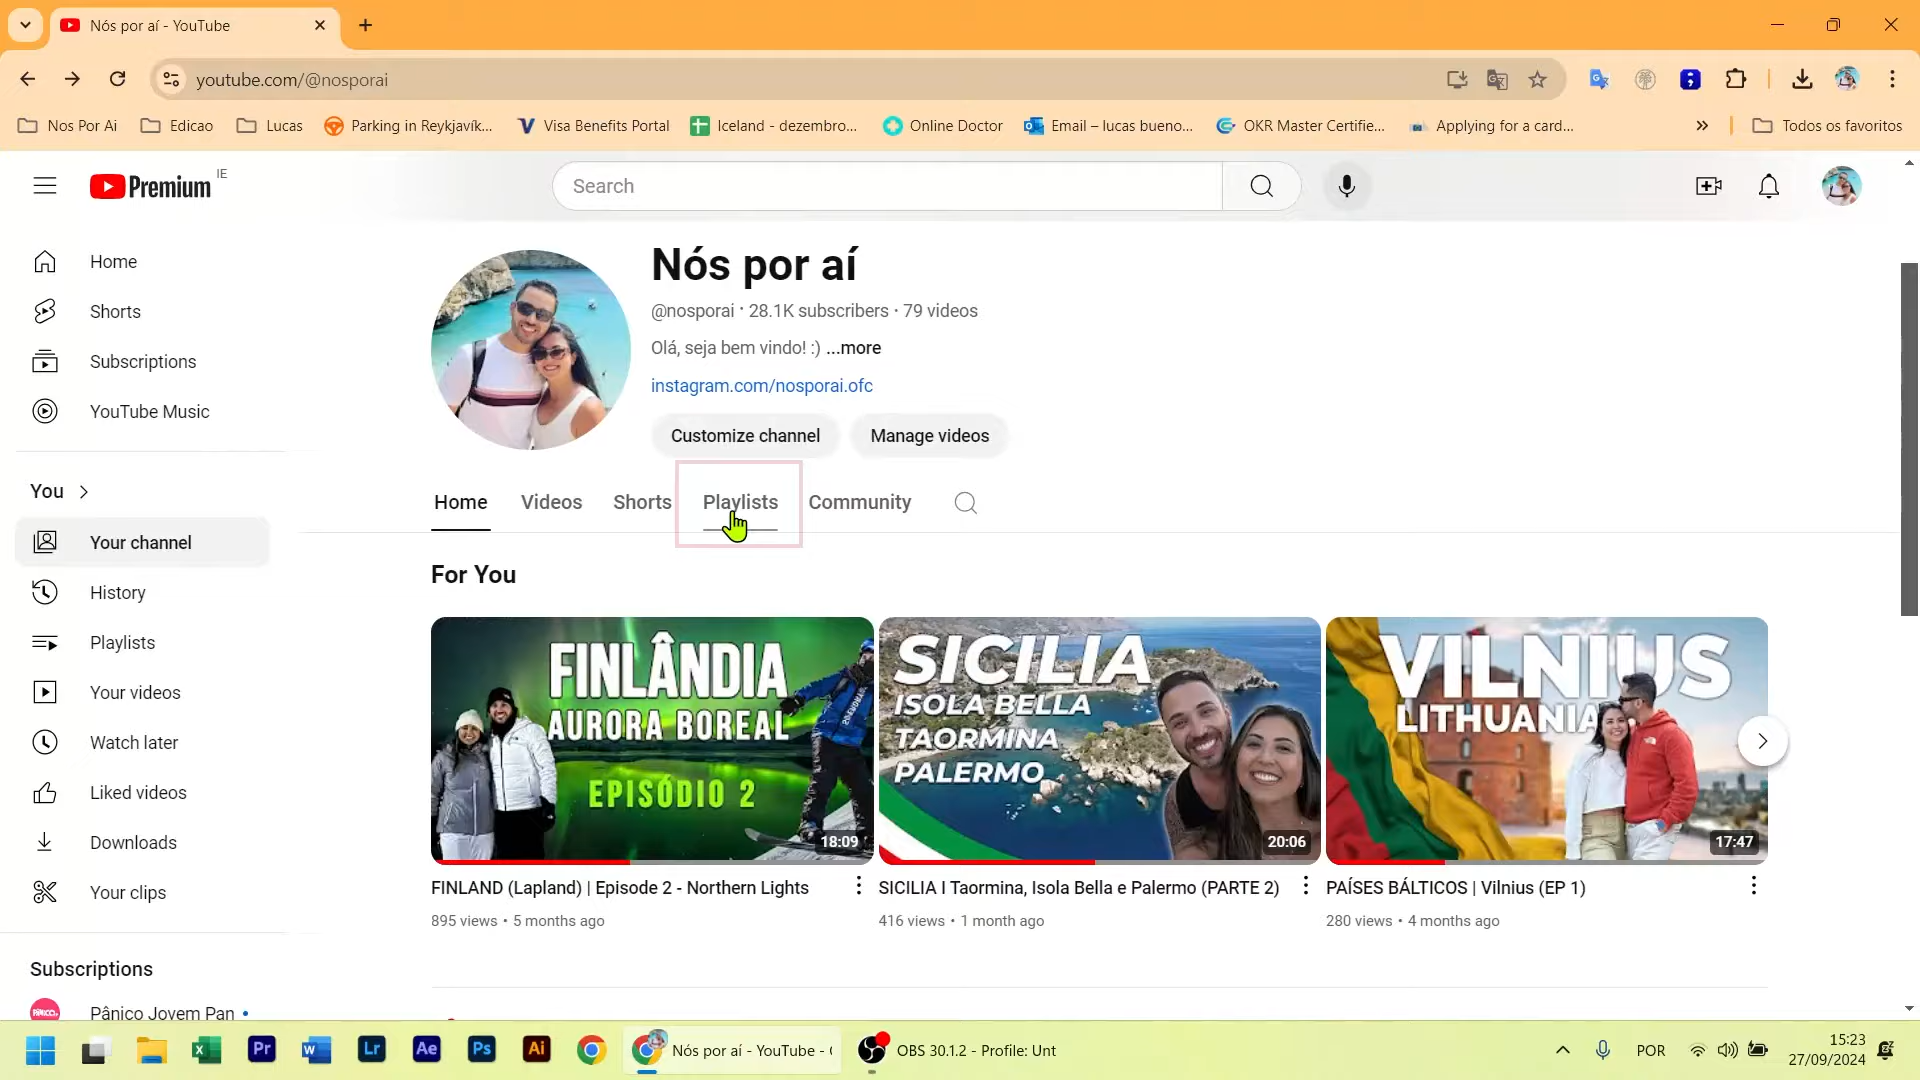 Nós por aí - YouTube
youtube.com/@nosporai
Nos Por Ai
Edicao
Lucas
Parking in Reykjavík...
Visa Benefits Portal
Iceland - dezembro...
Online Doctor
Email – lucas bueno...
OKR Master Certifie...
Applying for a card...
Todos os favoritos
Premium
IE
Search
Home
Shorts
Subscriptions
YouTube Music
You
Your channel
History
Playlists
Your videos
Watch later
Liked videos
Downloads
Your clips
Subscriptions
Pânico Jovem Pan
Nós por aí
@nosporai · 28.1K subscribers · 79 videos
Olá, seja bem vindo! :) ...more
instagram.com/nosporai.ofc
Customize channel
Manage videos
Home
Videos
Shorts
Playlists
Community
For You
FINLÂNDIA
AURORA BOREAL
EPISÓDIO 2
18:09
FINLAND (Lapland) | Episode 2 - Northern Lights
895 views • 5 months ago
SICILIA
ISOLA BELLA
TAORMINA
PALERMO
20:06
SICILIA I Taormina, Isola Bella e Palermo (PARTE 2)
416 views • 1 month ago
VILNIUS
LITHUANIA
17:47
PAÍSES BÁLTICOS | Vilnius (EP 1)
280 views • 4 months ago
Pr
Lr
Ae
Ps
Ai
Nós por aí - YouTube -
OBS 30.1.2 - Profile: Unt
POR
15:23
27/09/2024